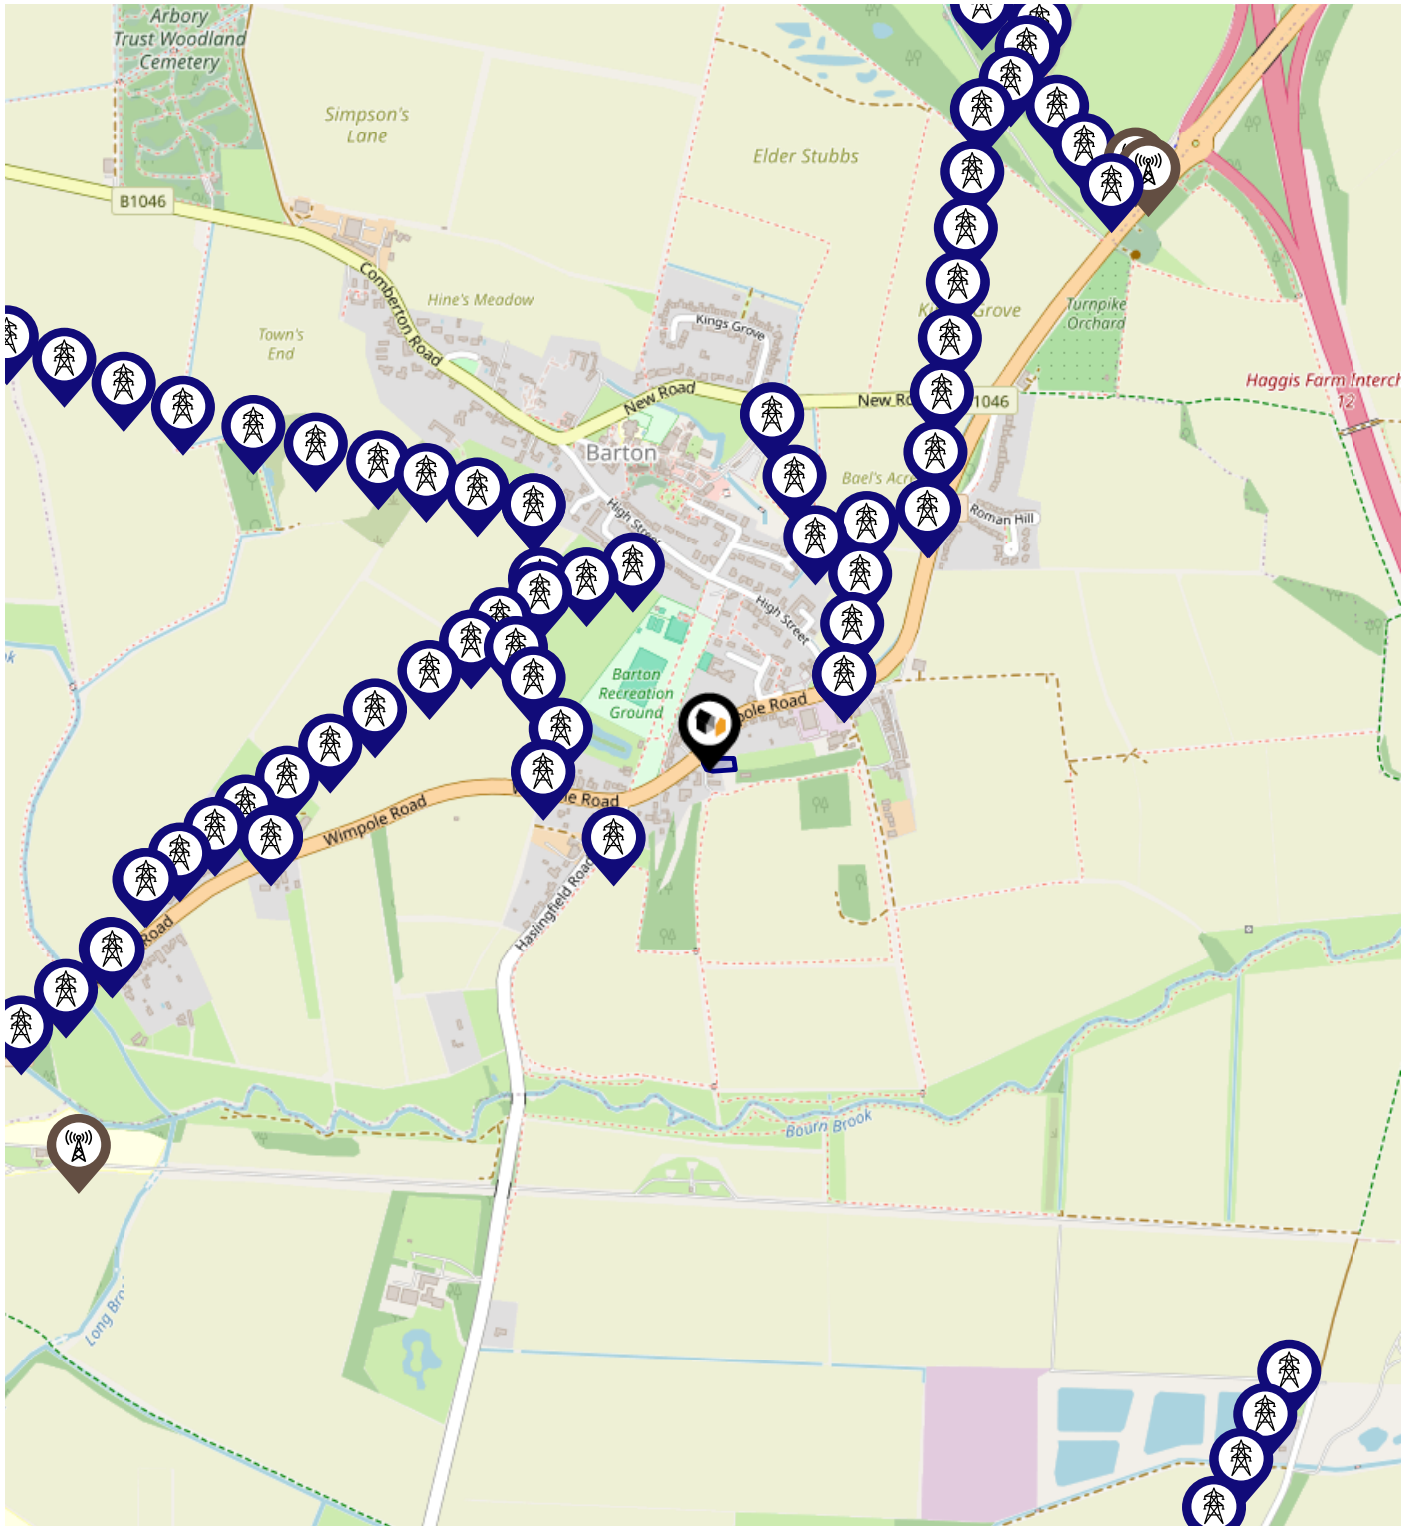 Arbory
Trust Woodland
Cemetery
Simpson's
Lane
Elder Stubbs
B1046
Comberton Road
Hine's Meadow
Town's
End
Kings Grove
Turnpike
Orchard
Grove
Haggis Farm Interch
12
New Road
New Ro
1046
Barton
Bael's Acre
High Street
Roman Hill
High Street
Barton
Recreation
Ground
pole Road
Wimpole Road
le Road
Road
Haslingfield Road
Bourn Brook
Long Bro